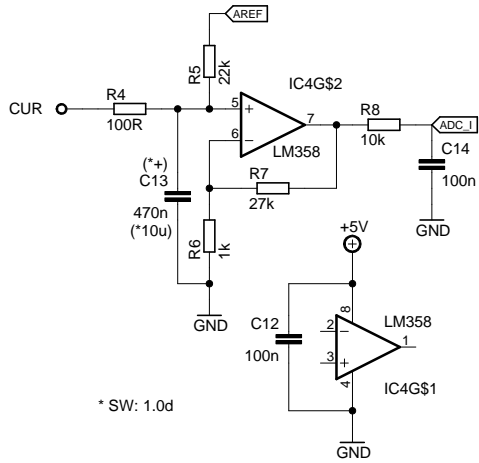 AREF
R5
22k
IC4G$2
CUR
R4
100R
5
+
6
−
7
LM358
R8
10k
ADC_I
C14
100n
GND
(*+)
C13
470n
(*10u)
R7
27k
R6
1k
GND
+5V
C12
100n
8
LM358
2
−
3
+
1
4
IC4G$1
GND
* SW: 1.0d